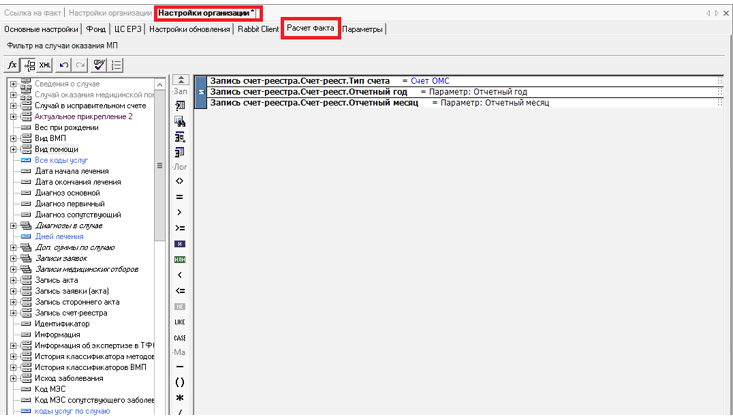 Ссылка на Факт | Настройки организации | Настройки организации *
Основные настройки | Фонд | ЦС ЕРЗ | Настройки обновления | Rabbit Client | Расчет факта | Параметры
Фильтр на случаи оказания МП
fx XML
Сведения о случае
Случай оказания медицинской по
Случай в исправительном счете
Актуальное прикрепление 2
Вес при рождении
Вид ВМП
Вид помощи
Все коды услуг
Дата начала лечения
Дата окончания лечения
Диагноз основной
Диагноз первичный
Диагноз сопутствующий
Диагнозы в случае
Дней лечения
Доп. суммы по случаю
Записи заявок
Записи медицинских отборов
Запись акта
Запись заявки (акта)
Запись стороннего акта
Запись счет-реестра
Идентификатор
Информация
Информация об экспертизе в ТФ
История классификатора методов
История классификаторов ВМП
Исход заболевания
Код МЭС
Код МЭС сопутствующего заболев
коды услуг по случаю
-Зап
-Лог
<>
=
>
>=
И
ИЛИ
<
<=
НЕ
LIKE
CASE
-Ма
−
()
*
/
И
Запись счет-реестра.Счет-реест.Тип счета = Счет ОМС
Запись счет-реестра.Счет-реест.Отчетный год = Параметр: Отчетный год
Запись счет-реестра.Счет-реест.Отчетный месяц = Параметр: Отчетный месяц